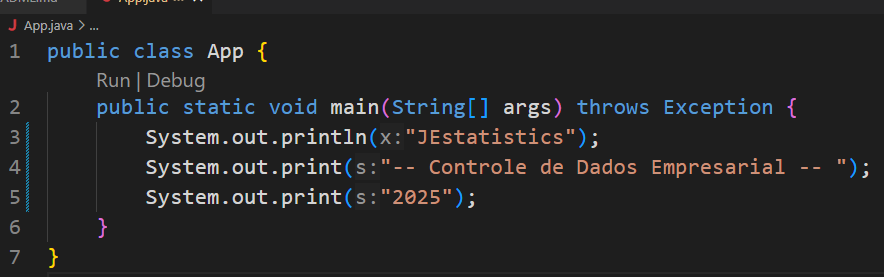 App.java
J App.java > ...
1 public class App {
Run | Debug
2 public static void main(String[] args) throws Exception {
3 System.out.println(x:"JEstatistics");
4 System.out.print(s:"-- Controle de Dados Empresarial -- ");
5 System.out.print(s:"2025");
6 }
7 }